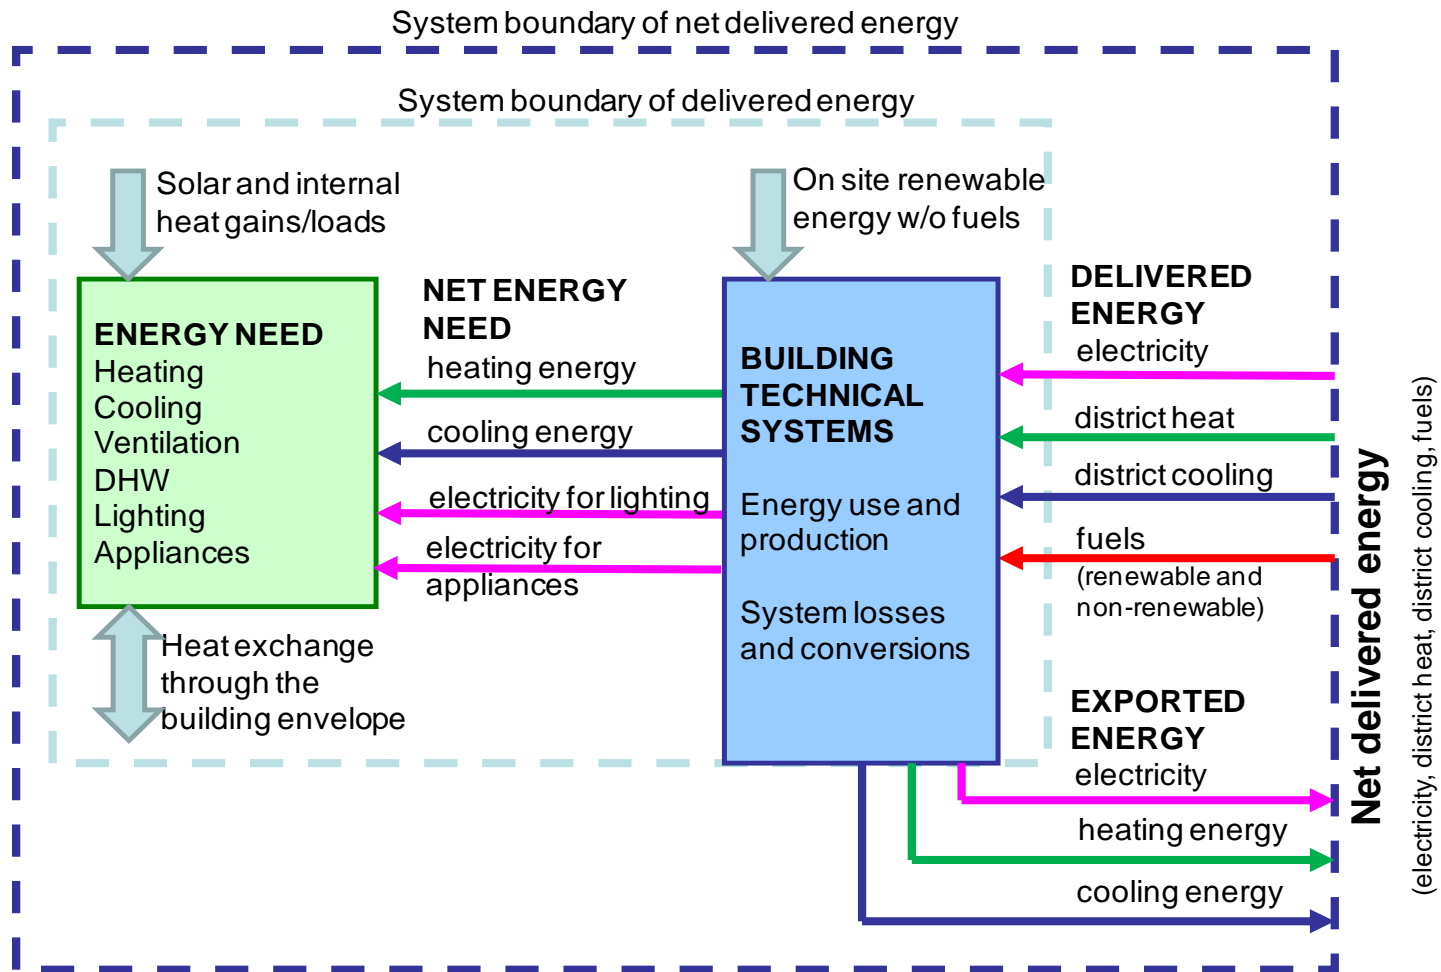 System boundary of net delivered energy
System boundary of delivered energy
Solar and internal
heat gains/loads
On site renewable
energy w/o fuels
ENERGY NEED
Heating
Cooling
Ventilation
DHW
Lighting
Appliances
NET ENERGY
NEED
heating energy
cooling energy
electricity for lighting
electricity for
appliances
BUILDING
TECHNICAL
SYSTEMS
Energy use and
production
System losses
and conversions
DELIVERED
ENERGY
electricity
district heat
district cooling
fuels
(renewable and
non-renewable)
Heat exchange
through the
building envelope
EXPORTED
ENERGY
electricity
heating energy
cooling energy
Net delivered energy
(electricity, district heat, district cooling, fuels)